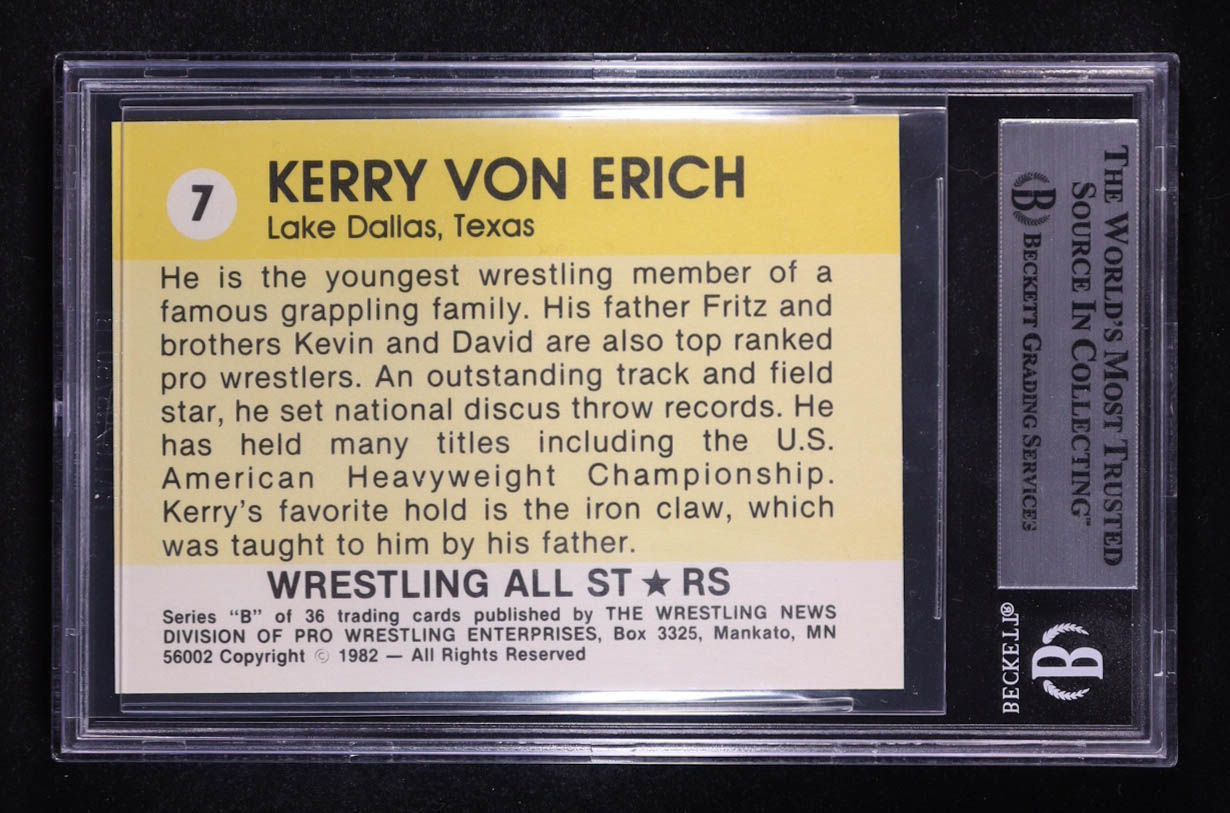 7
KERRY VON ERICH
Lake Dallas, Texas
He is the youngest wrestling member of a
famous grappling family. His father Fritz and
brothers Kevin and David are also top ranked
pro wrestlers. An outstanding track and field
star, he set national discus throw records. He
has held many titles including the U.S.
American Heavyweight Championship.
Kerry's favorite hold is the iron claw, which
was taught to him by his father.
WRESTLING ALL ST★RS
Series "B" of 36 trading cards published by THE WRESTLING NEWS
DIVISION OF PRO WRESTLING ENTERPRISES, Box 3325, Mankato, MN
56002 Copyright © 1982 — All Rights Reserved
THE WORLD'S MOST TRUSTED
SOURCE IN COLLECTING™
B BECKETT GRADING SERVICES
B
BECKETT®